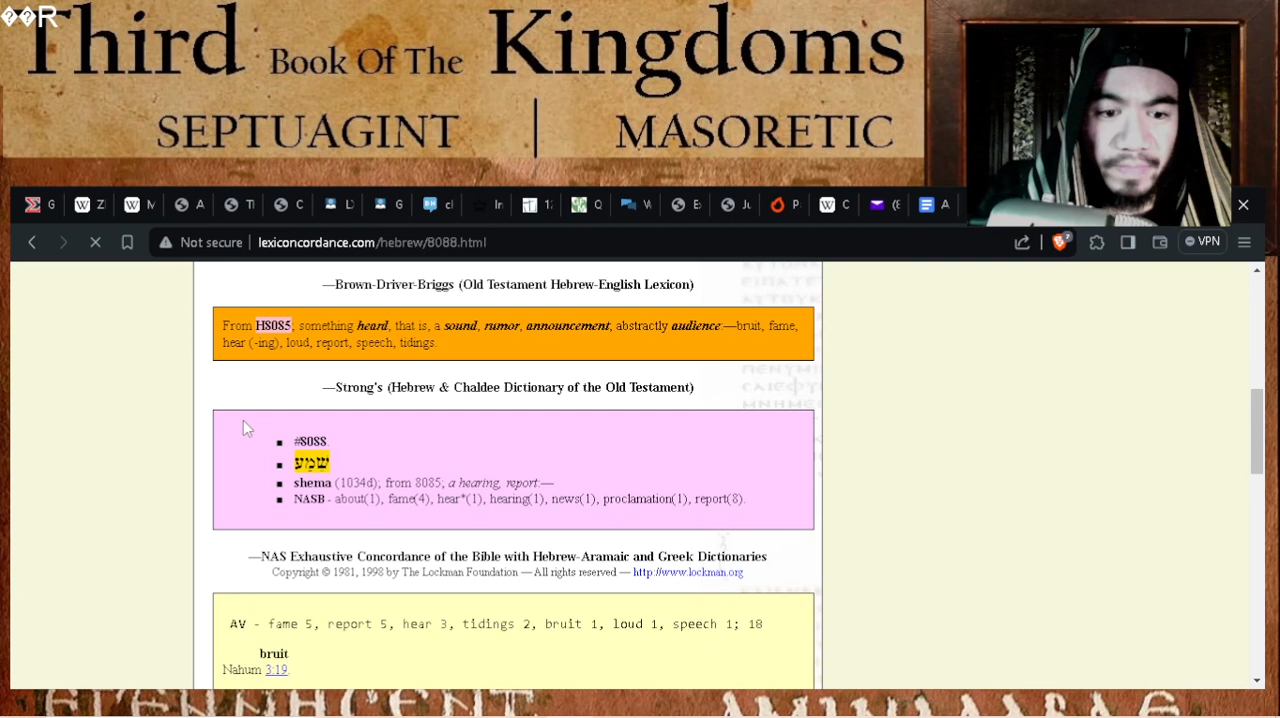 ��R
Third Book Of The Kingdoms
SEPTUAGINT | MASORETIC
G W Z W M A Tl C L> G cl In 12 Q V E Ju P W C (6 A
Not secure | lexiconcordance.com/hebrew/8088.html
VPN
—Brown-Driver-Briggs (Old Testament Hebrew-English Lexicon)
From H8085; something heard, that is, a sound, rumor, announcement; abstractly audience:—bruit, fame,
hear (-ing), loud, report, speech, tidings.
—Strong's (Hebrew & Chaldee Dictionary of the Old Testament)
#8088.
שֵׁמַע
shema (1034d); from 8085; a hearing, report:—
NASB - about(1), fame(4), hear*(1), hearing(1), news(1), proclamation(1), report(8).
—NAS Exhaustive Concordance of the Bible with Hebrew-Aramaic and Greek Dictionaries
Copyright © 1981, 1998 by The Lockman Foundation — All rights reserved — http://www.lockman.org
AV - fame 5, report 5, hear 3, tidings 2, bruit 1, loud 1, speech 1; 18
bruit
Nahum 3:19.